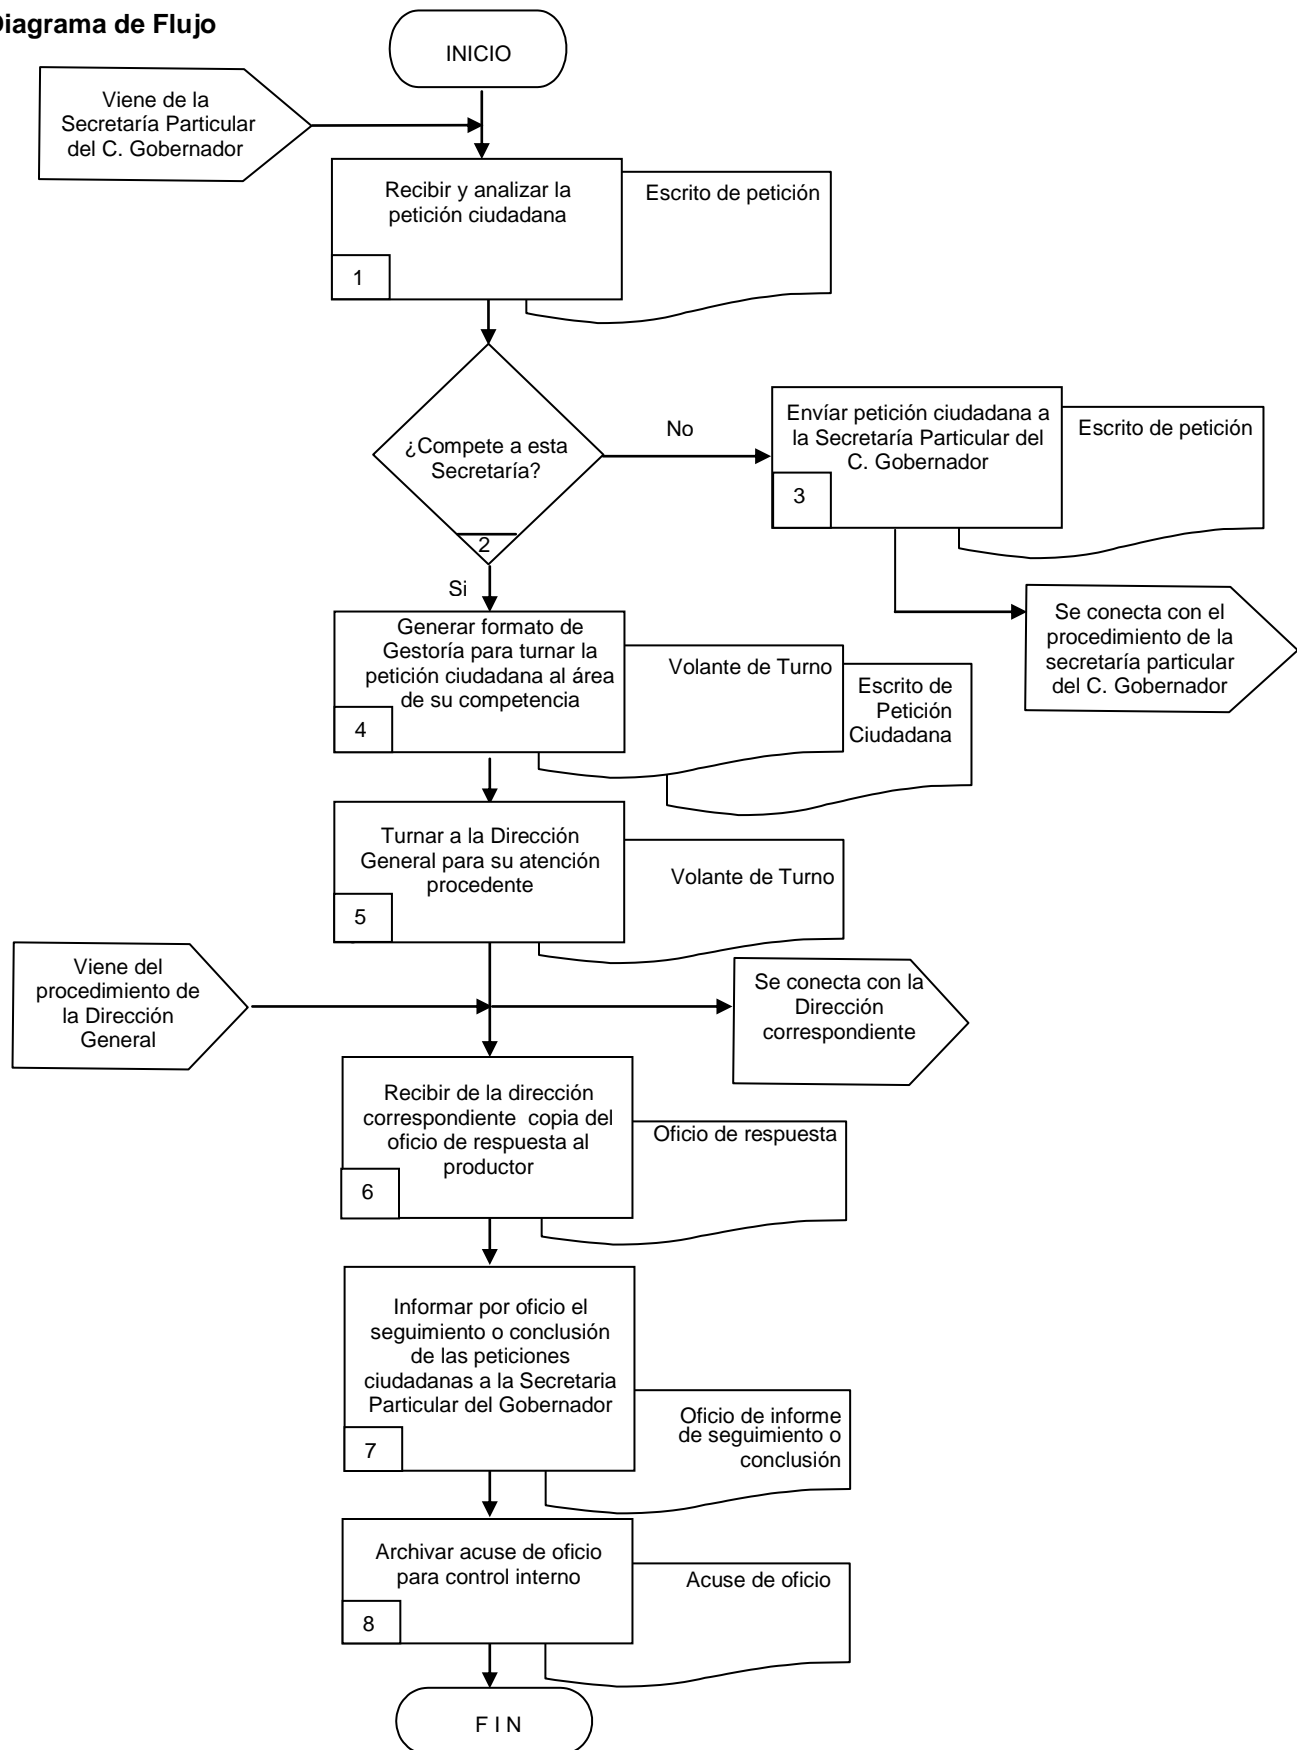 Diagrama de Flujo
INICIO
Viene de la
Secretaría Particular
del C. Gobernador
Recibir y analizar la
petición ciudadana
1
Escrito de petición
¿Compete a esta
Secretaría?
2
No
Envíar petición ciudadana a
la Secretaría Particular del
C. Gobernador
3
Escrito de petición
Se conecta con el
procedimiento de la
secretaría particular
del C. Gobernador
Si
Generar formato de
Gestoría para turnar la
petición ciudadana al área
de su competencia
4
Volante de Turno
Escrito de
Petición
Ciudadana
Turnar a la Dirección
General para su atención
procedente
5
Volante de Turno
Viene del
procedimiento de
la Dirección
General
Se conecta con la
Dirección
correspondiente
Recibir de la dirección
correspondiente  copia del
oficio de respuesta al
productor
6
Oficio de respuesta
Informar por oficio el
seguimiento o conclusión
de las peticiones
ciudadanas a la Secretaria
Particular del Gobernador
7
Oficio de informe
de seguimiento o
conclusión
Archivar acuse de oficio
para control interno
8
Acuse de oficio
F I N